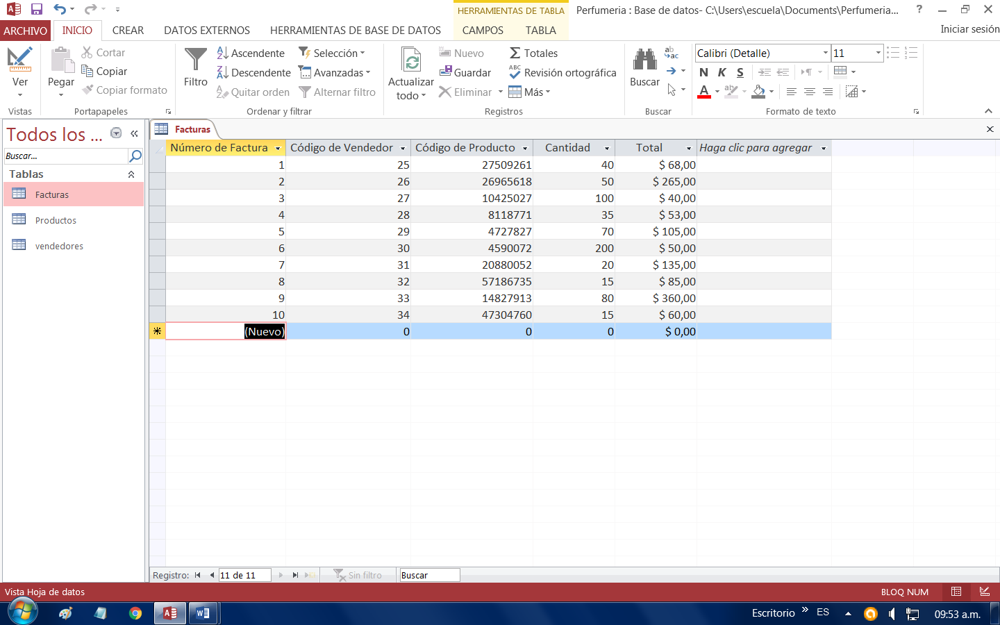 HERRAMIENTAS DE TABLA
Perfumeria : Base de datos- C:\Users\escuela\Documents\Perfumeria...
ARCHIVO INICIO CREAR DATOS EXTERNOS HERRAMIENTAS DE BASE DE DATOS CAMPOS TABLA Iniciar sesión
Ver
Vistas
Pegar
Cortar
Copiar
Copiar formato
Portapapeles
Filtro
Ascendente
Descendente
Quitar orden
Selección
Avanzadas
Alternar filtro
Ordenar y filtrar
Actualizar
todo
Nuevo
Guardar
Eliminar
Totales
Revisión ortográfica
Más
Registros
Buscar
Buscar
Calibri (Detalle) 11
N K S
Formato de texto
Todos los ...
Buscar...
Tablas
Facturas
Productos
vendedores
Facturas
Número de Factura Código de Vendedor Código de Producto Cantidad Total Haga clic para agregar
1 25 27509261 40 $ 68,00
2 26 26965618 50 $ 265,00
3 27 10425027 100 $ 40,00
4 28 8118771 35 $ 53,00
5 29 4727827 70 $ 105,00
6 30 4590072 200 $ 50,00
7 31 20880052 20 $ 135,00
8 32 57186735 15 $ 85,00
9 33 14827913 80 $ 360,00
10 34 47304760 15 $ 60,00
(Nuevo) 0 0 0 $ 0,00
Registro: 11 de 11 Sin filtro Buscar
Vista Hoja de datos BLOQ NUM
Escritorio ES 09:53 a.m.